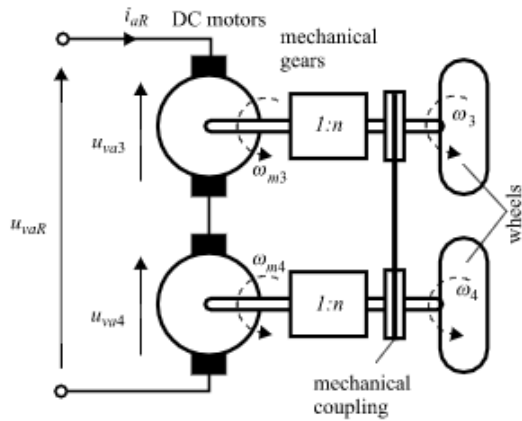 i_aR
DC motors
mechanical
gears
u_va3
1:n
ω_3
ω_m3
u_vaR
wheels
ω_m4
u_va4
1:n
ω_4
mechanical
coupling